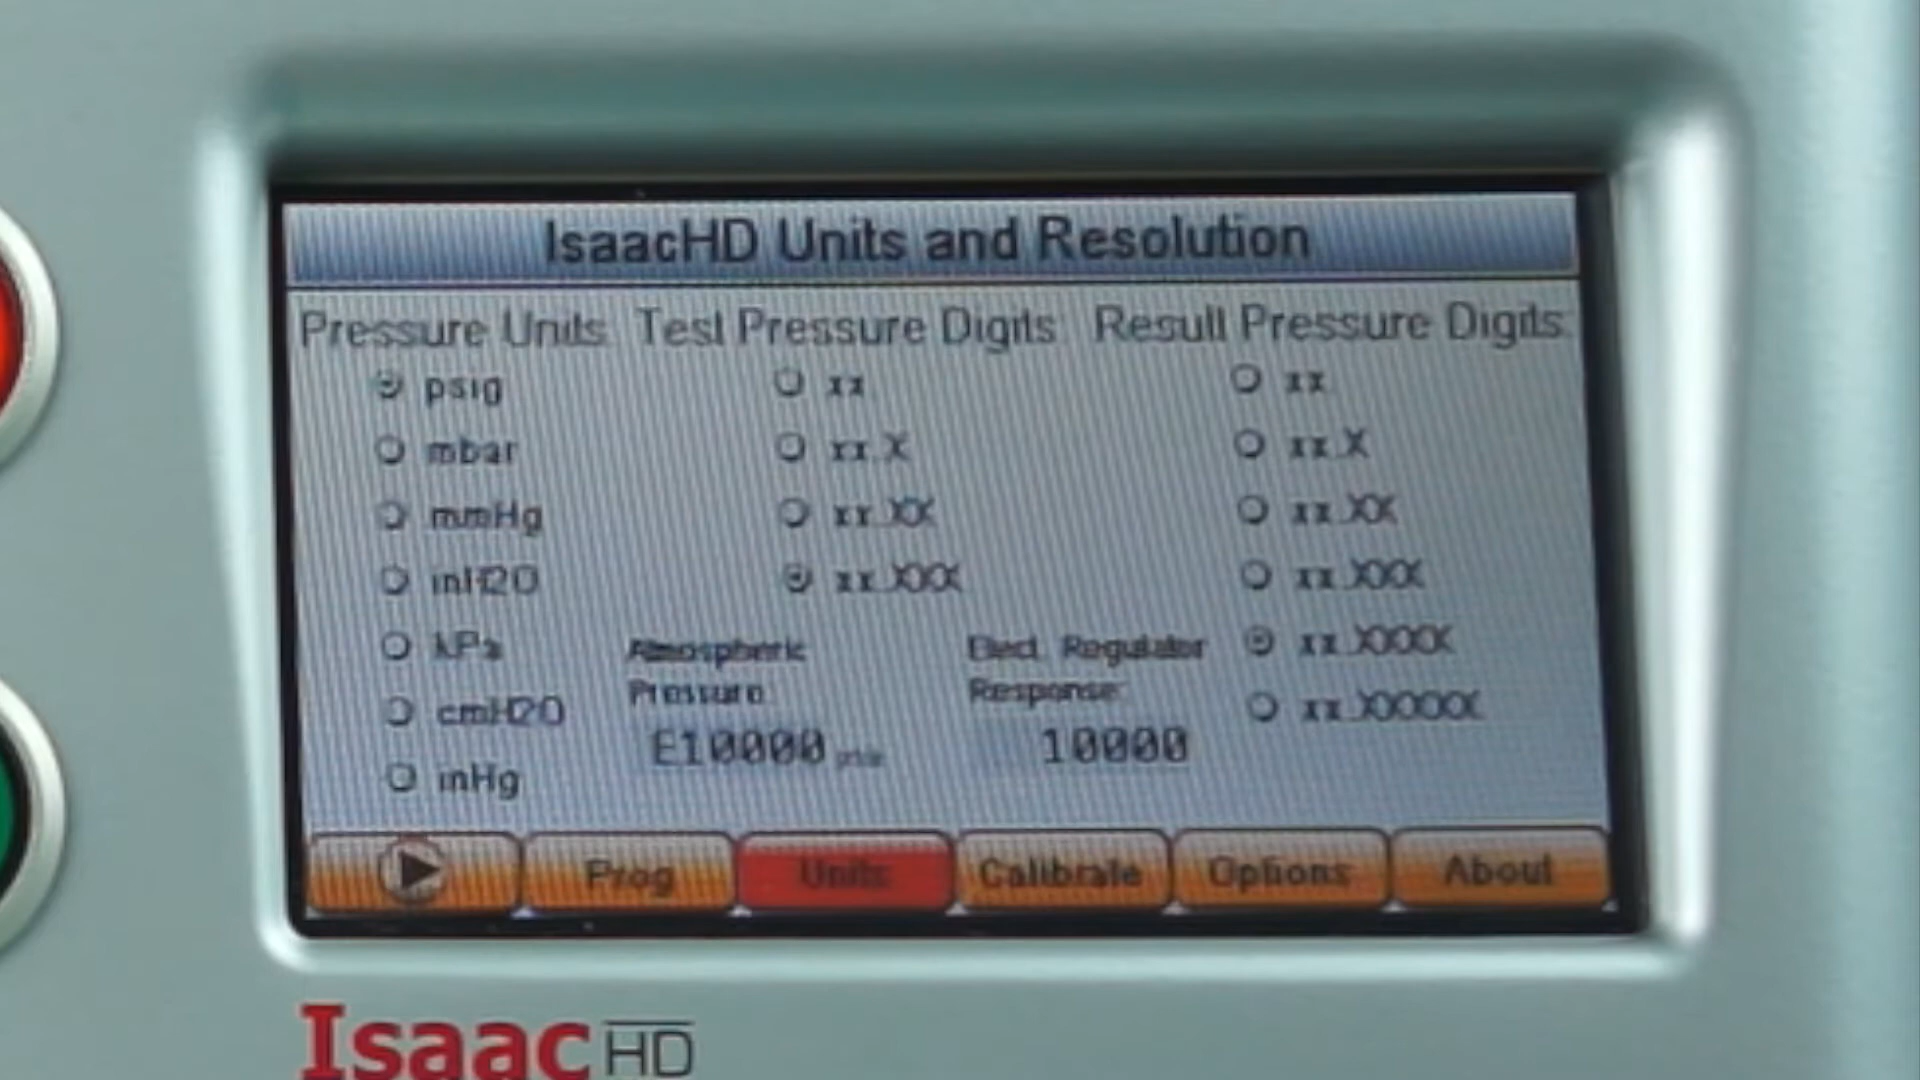 IsaacHD Units and Resolution
Pressure Units: Test Pressure Digits: Result Pressure Digits:
psig xx xx
mbar xx.X xx.X
mmHg xx.XX xx.XX
inH2O xx.XXX xx.XXX
kPa Atmospheric Elect. Regulator xx.XXXX
Pressure: Response:
cmH2O xx.XXXXX
E10000 10000
inHg
Prog Units Calibrate Options About
Isaac HD